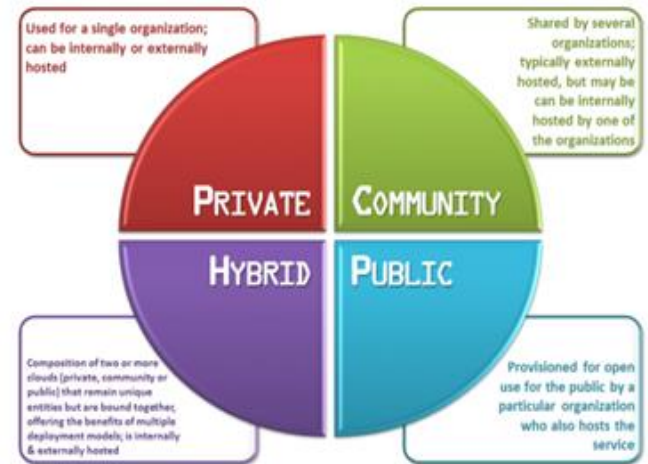 Used for a single organization;
can be internally or externally
hosted
Shared by several
organizations;
typically externally
hosted, but may be
can be internally
hosted by one of
the organizations
PRIVATE
COMMUNITY
HYBRID
PUBLIC
Composition of two or more
clouds (private, community or
public) that remain unique
entities but are bound together,
offering the benefits of multiple
deployment models; is internally
& externally hosted
Provisioned for open
use for the public by a
particular organization
who also hosts the
service